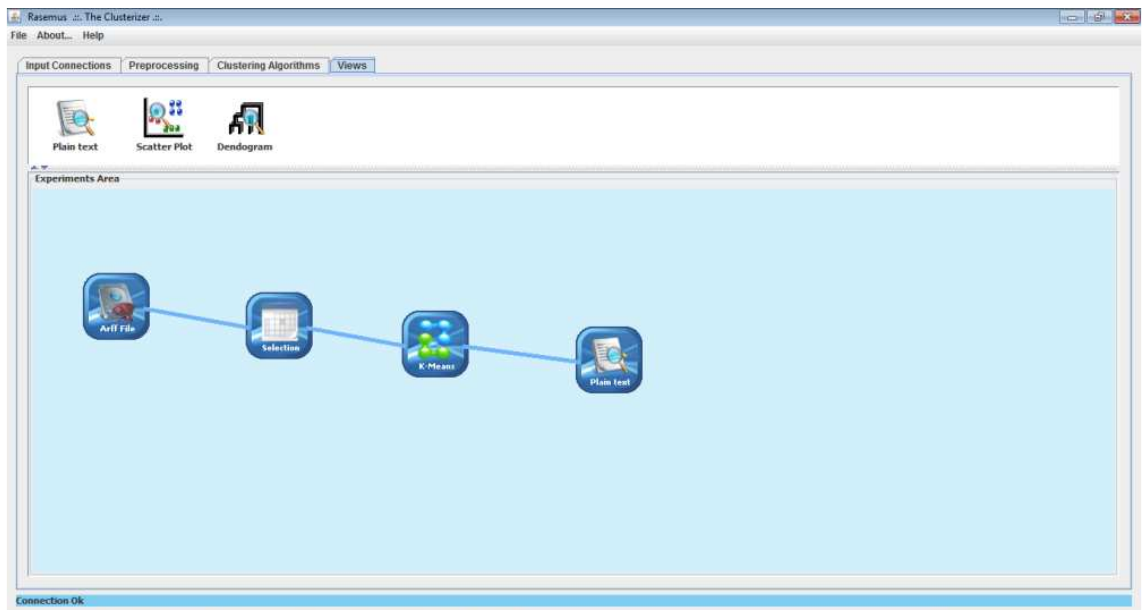 Rasemus .::. The Clusterizer .::.
File About... Help
Input Connections Preprocessing Clustering Algorithms Views
Plain text Scatter Plot Dendogram
Experiments Area
Arff File
Selection
K-Means
Plain text
Connection Ok